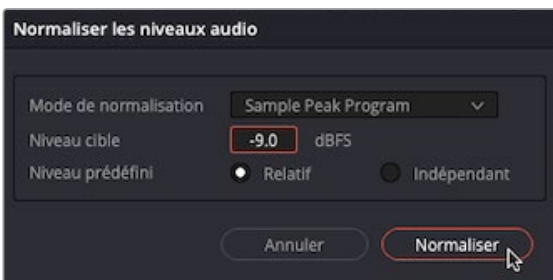 Normaliser les niveaux audio
Mode de normalisation Sample Peak Program
Niveau cible -9.0 dBFS
Niveau prédéfini Relatif Indépendant
Annuler Normaliser